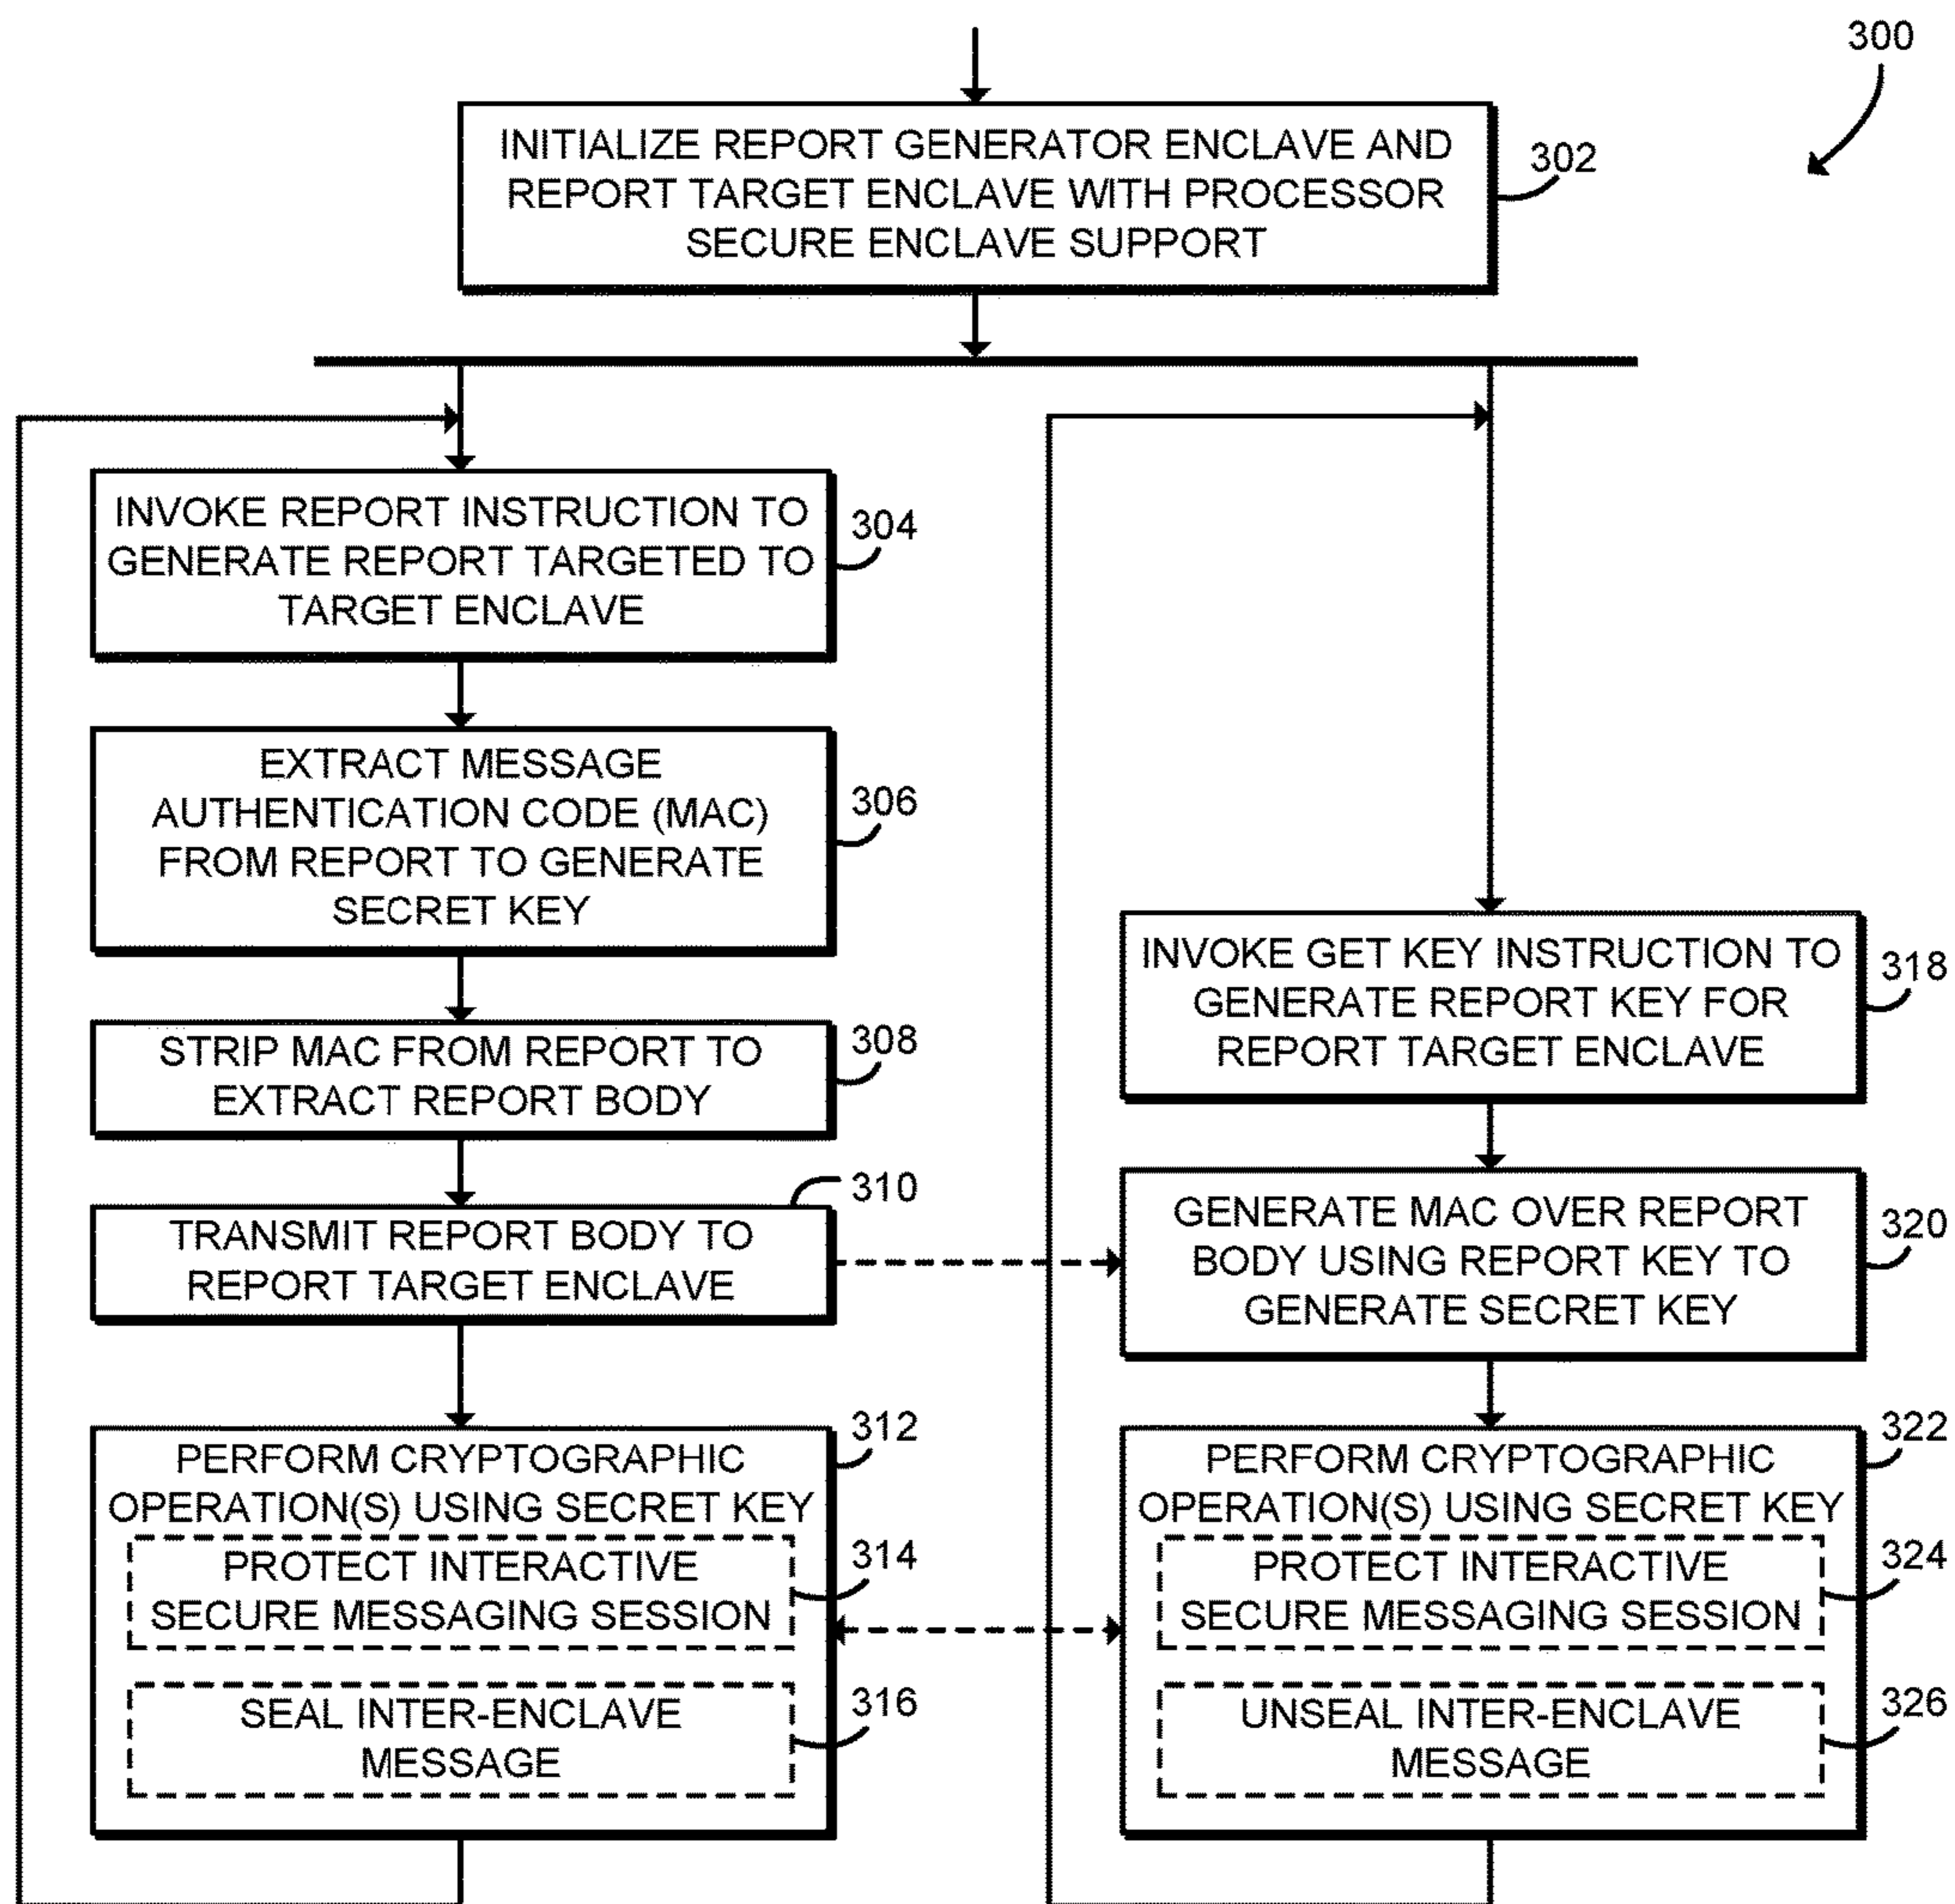 300
INITIALIZE REPORT GENERATOR ENCLAVE AND
REPORT TARGET ENCLAVE WITH PROCESSOR
SECURE ENCLAVE SUPPORT
302
INVOKE REPORT INSTRUCTION TO
GENERATE REPORT TARGETED TO
TARGET ENCLAVE
304
EXTRACT MESSAGE
AUTHENTICATION CODE (MAC)
FROM REPORT TO GENERATE
SECRET KEY
306
STRIP MAC FROM REPORT TO
EXTRACT REPORT BODY
308
TRANSMIT REPORT BODY TO
REPORT TARGET ENCLAVE
310
PERFORM CRYPTOGRAPHIC
OPERATION(S) USING SECRET KEY
312
PROTECT INTERACTIVE
SECURE MESSAGING SESSION
314
SEAL INTER-ENCLAVE
MESSAGE
316
INVOKE GET KEY INSTRUCTION TO
GENERATE REPORT KEY FOR
REPORT TARGET ENCLAVE
318
GENERATE MAC OVER REPORT
BODY USING REPORT KEY TO
GENERATE SECRET KEY
320
PERFORM CRYPTOGRAPHIC
OPERATION(S) USING SECRET KEY
322
PROTECT INTERACTIVE
SECURE MESSAGING SESSION
324
UNSEAL INTER-ENCLAVE
MESSAGE
326